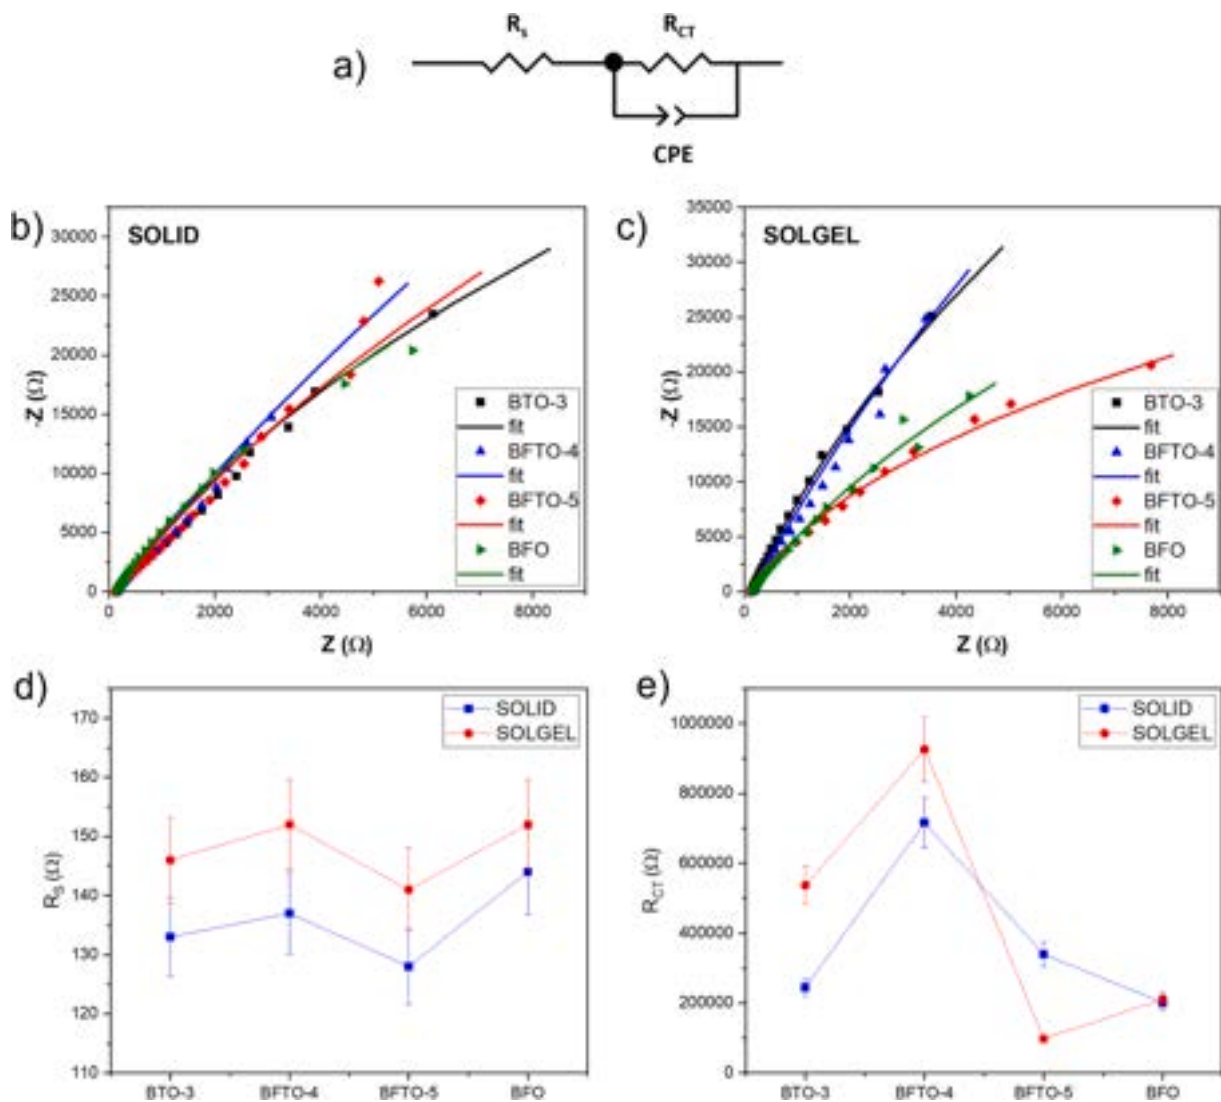 a)
Rs
RCT
CPE
b)
SOLID
-Z (Ω)
30000
25000
20000
15000
10000
5000
0
0 2000 4000 6000 8000
Z (Ω)
BTO-3
fit
BFTO-4
fit
BFTO-5
fit
BFO
fit
c)
SOLGEL
-Z (Ω)
35000
30000
25000
20000
15000
10000
5000
0
0 2000 4000 6000 8000
Z (Ω)
BTO-3
fit
BFTO-4
fit
BFTO-5
fit
BFO
fit
d)
SOLID
SOLGEL
RS (Ω)
170
160
150
140
130
120
110
BTO-3 BFTO-4 BFTO-5 BFO
e)
SOLID
SOLGEL
RCT (Ω)
1000000
800000
600000
400000
200000
0
BTO-3 BFTO-4 BFTO-5 BFO